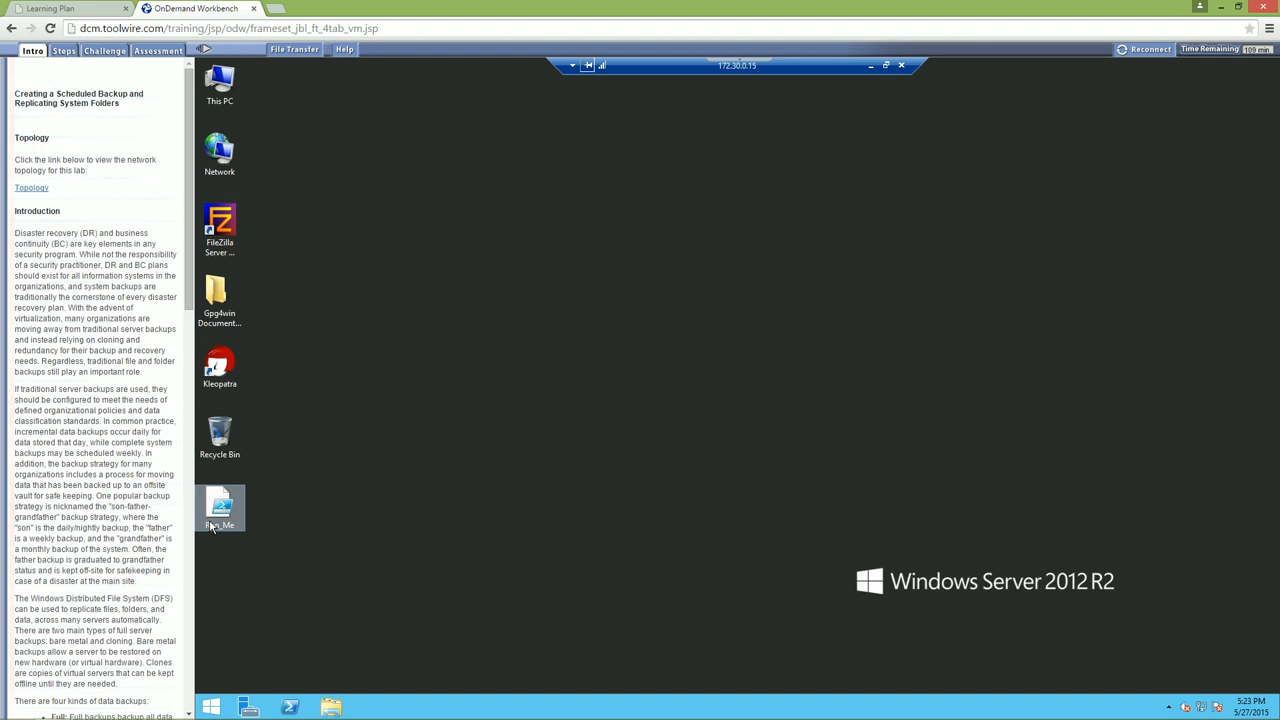 Learning Plan
OnDemand Workbench
dcm.toolwire.com/training/jsp/odw/frameset_jbl_ft_4tab_vm.jsp
Intro Steps Challenge Assessment File Transfer Help Reconnect Time Remaining 109 min
172.30.0.15
Creating a Scheduled Backup and
Replicating System Folders
Topology
Click the link below to view the network
topology for this lab:
Topology
Introduction
Disaster recovery (DR) and business
continuity (BC) are key elements in any
security program. While not the responsibility
of a security practitioner, DR and BC plans
should exist for all information systems in the
organizations, and system backups are
traditionally the cornerstone of every disaster
recovery plan. With the advent of
virtualization, many organizations are
moving away from traditional server backups
and instead relying on cloning and
redundancy for their backup and recovery
needs. Regardless, traditional file and folder
backups still play an important role.
If traditional server backups are used, they
should be configured to meet the needs of
defined organizational policies and data
classification standards. In common practice,
incremental data backups occur daily for
data stored that day, while complete system
backups may be scheduled weekly. In
addition, the backup strategy for many
organizations includes a process for moving
data that has been backed up to an offsite
vault for safe keeping. One popular backup
strategy is nicknamed the "son-father-
grandfather" backup strategy, where the
"son" is the daily/nightly backup, the "father"
is a weekly backup, and the "grandfather" is
a monthly backup of the system. Often, the
father backup is graduated to grandfather
status and is kept off-site for safekeeping in
case of a disaster at the main site.
The Windows Distributed File System (DFS)
can be used to replicate files, folders, and
data, across many servers automatically.
There are two main types of full server
backups: bare metal and cloning. Bare metal
backups allow a server to be restored on
new hardware (or virtual hardware). Clones
are copies of virtual servers that can be kept
offline until they are needed.
There are four kinds of data backups:
Full: Full backups backup all data
This PC
Network
FileZilla
Server ...
Gpg4win
Document...
Kleopatra
Recycle Bin
Run_Me
Windows Server 2012 R2
5:23 PM
5/27/2015